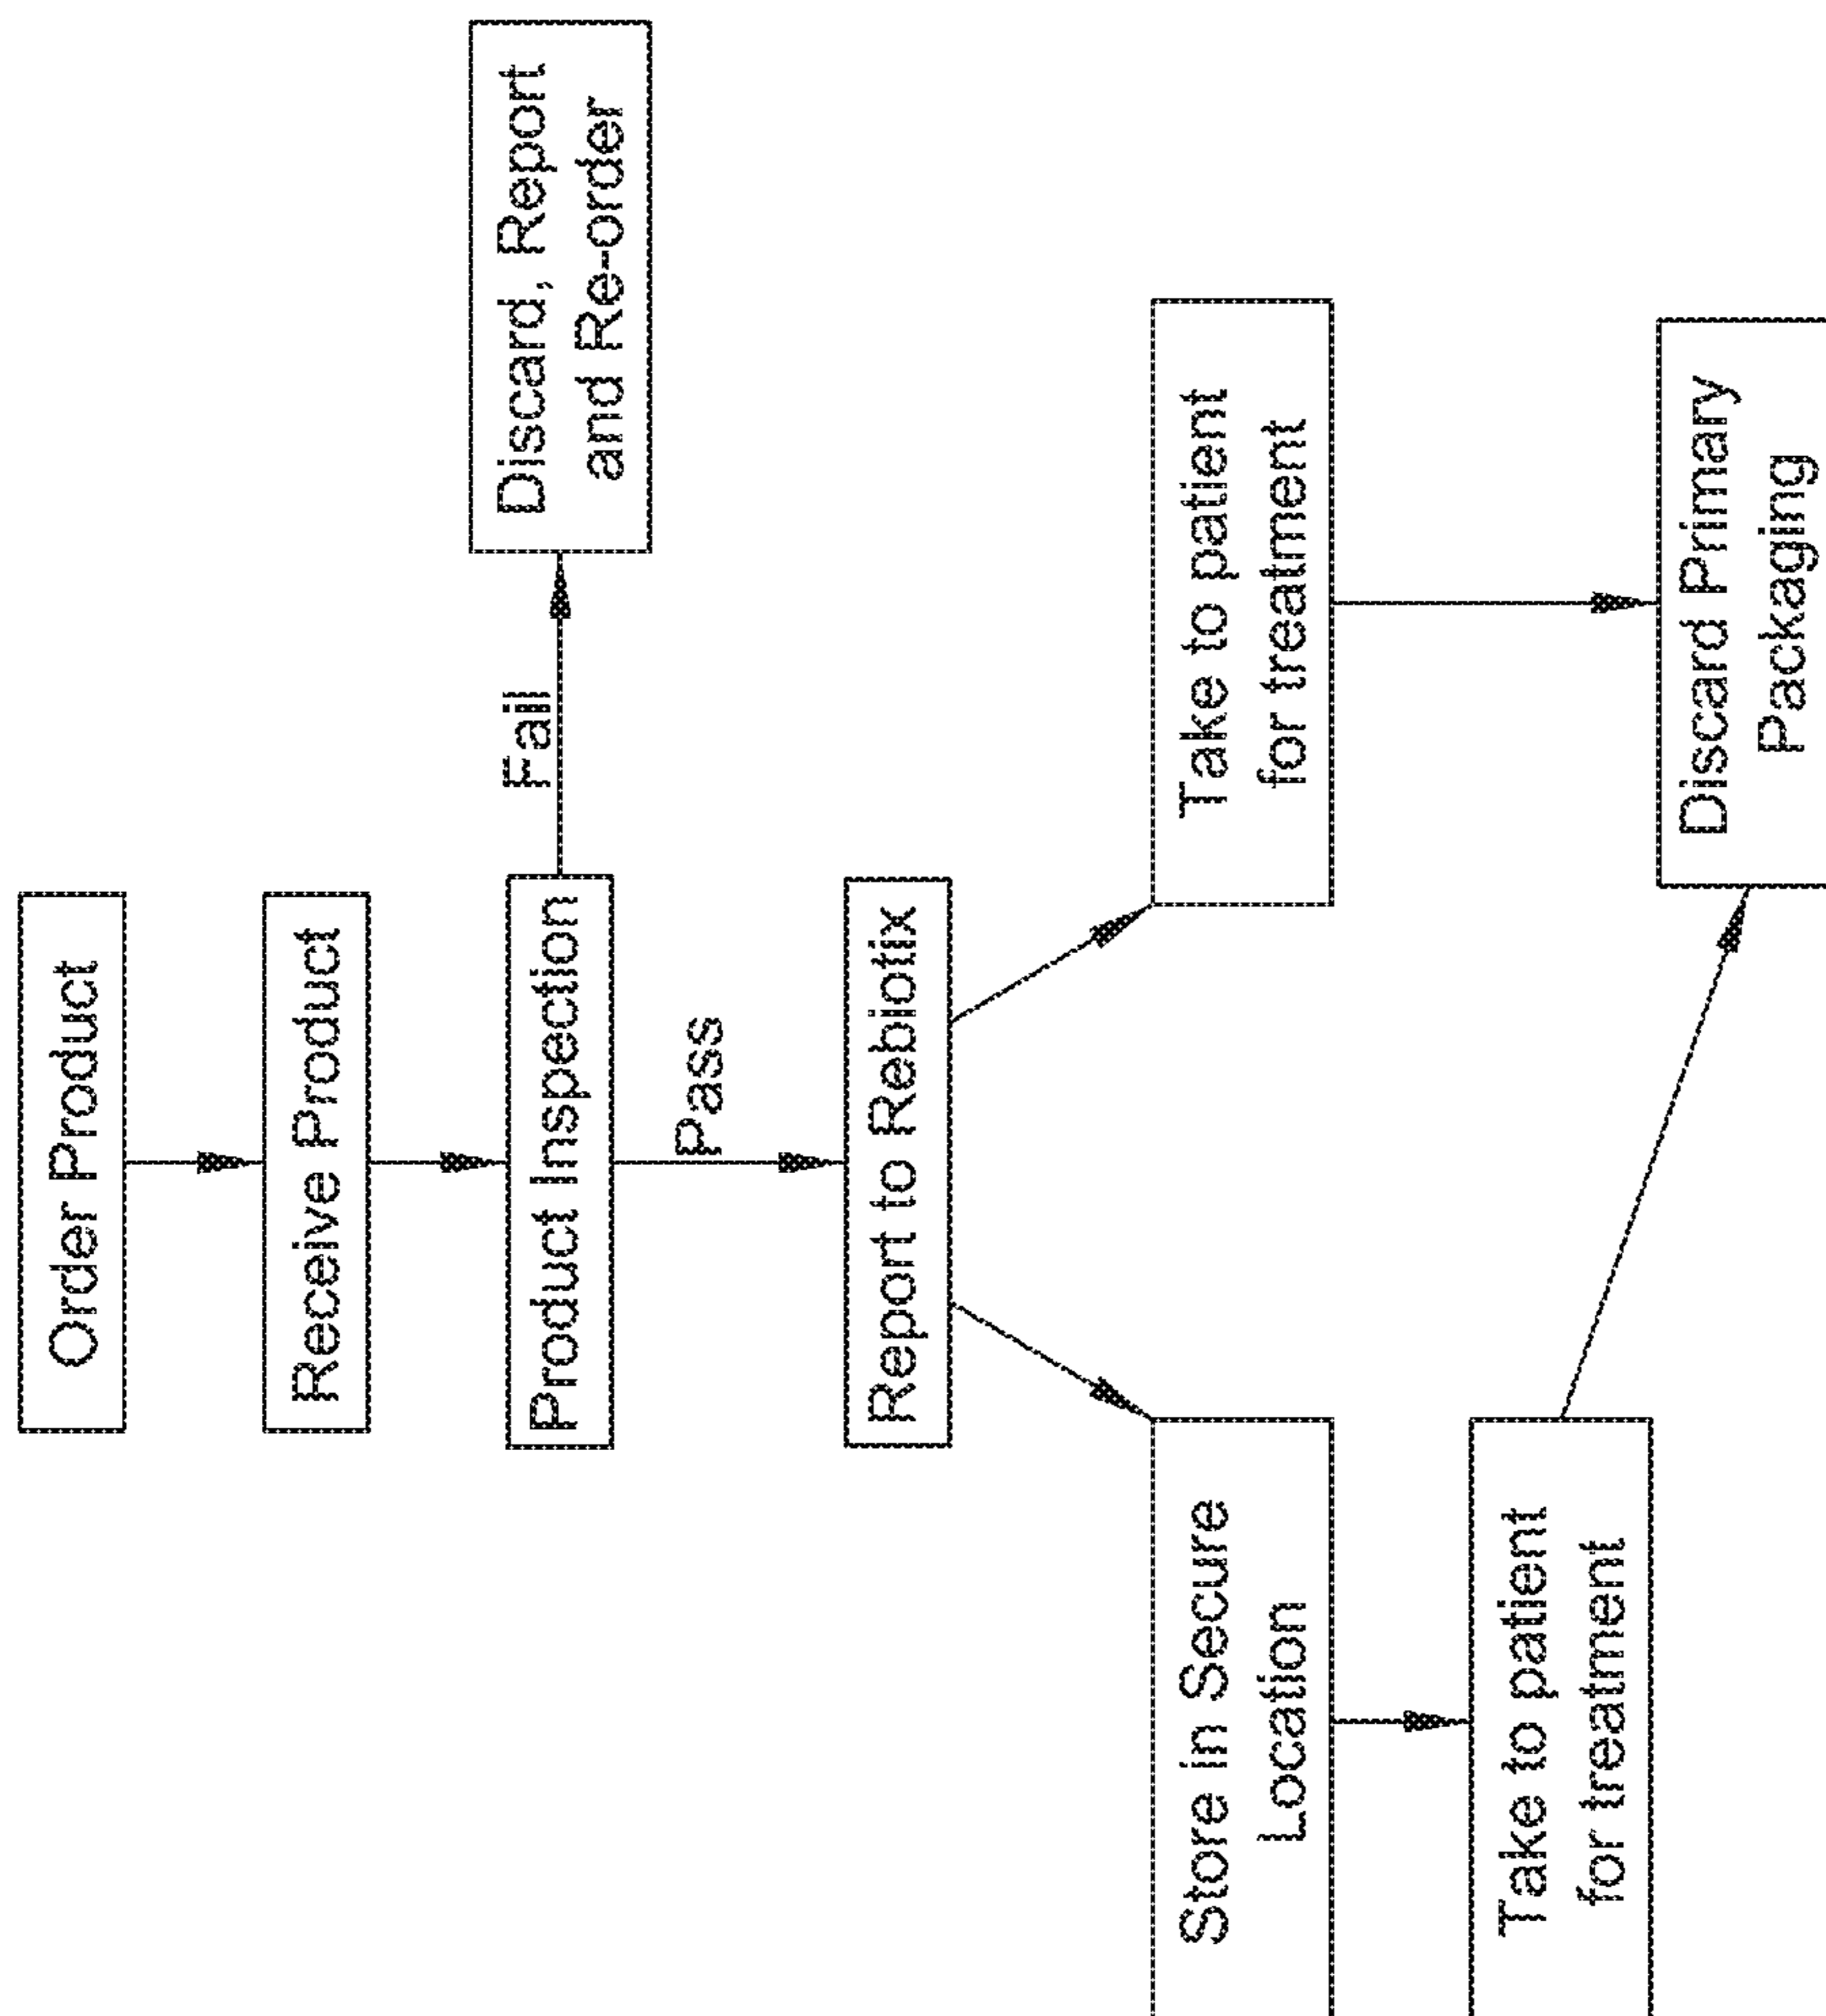 Order Product
Receive Product
Product Inspection
Fail
Discard, Report
and Re-order
Pass
Report to Rebiotix
Store in Secure
Location
Take to patient
for treatment
Take to patient
for treatment
Discard Primary
Packaging